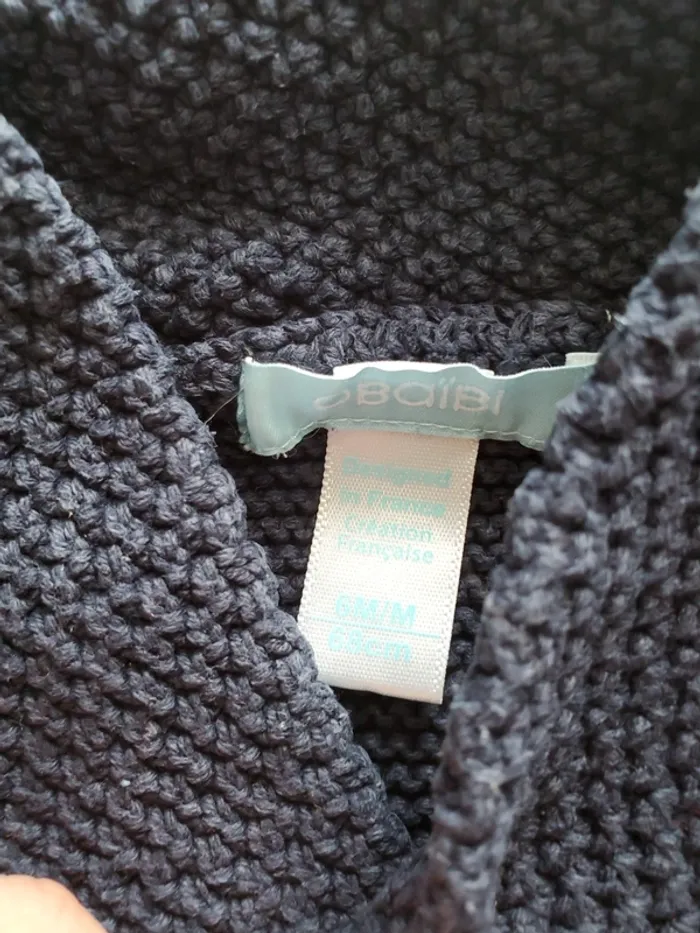 OBaïBi
Designed
in France
Création
Française
6M/M
68cm